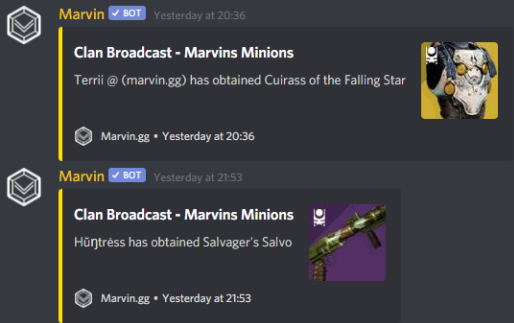 Marvin ✓ BOT Yesterday at 20:36
Clan Broadcast - Marvins Minions
Terrii @ (marvin.gg) has obtained Cuirass of the Falling Star
Marvin.gg • Yesterday at 20:36
Marvin ✓ BOT Yesterday at 21:53
Clan Broadcast - Marvins Minions
Hūηtrėss has obtained Salvager's Salvo
Marvin.gg • Yesterday at 21:53